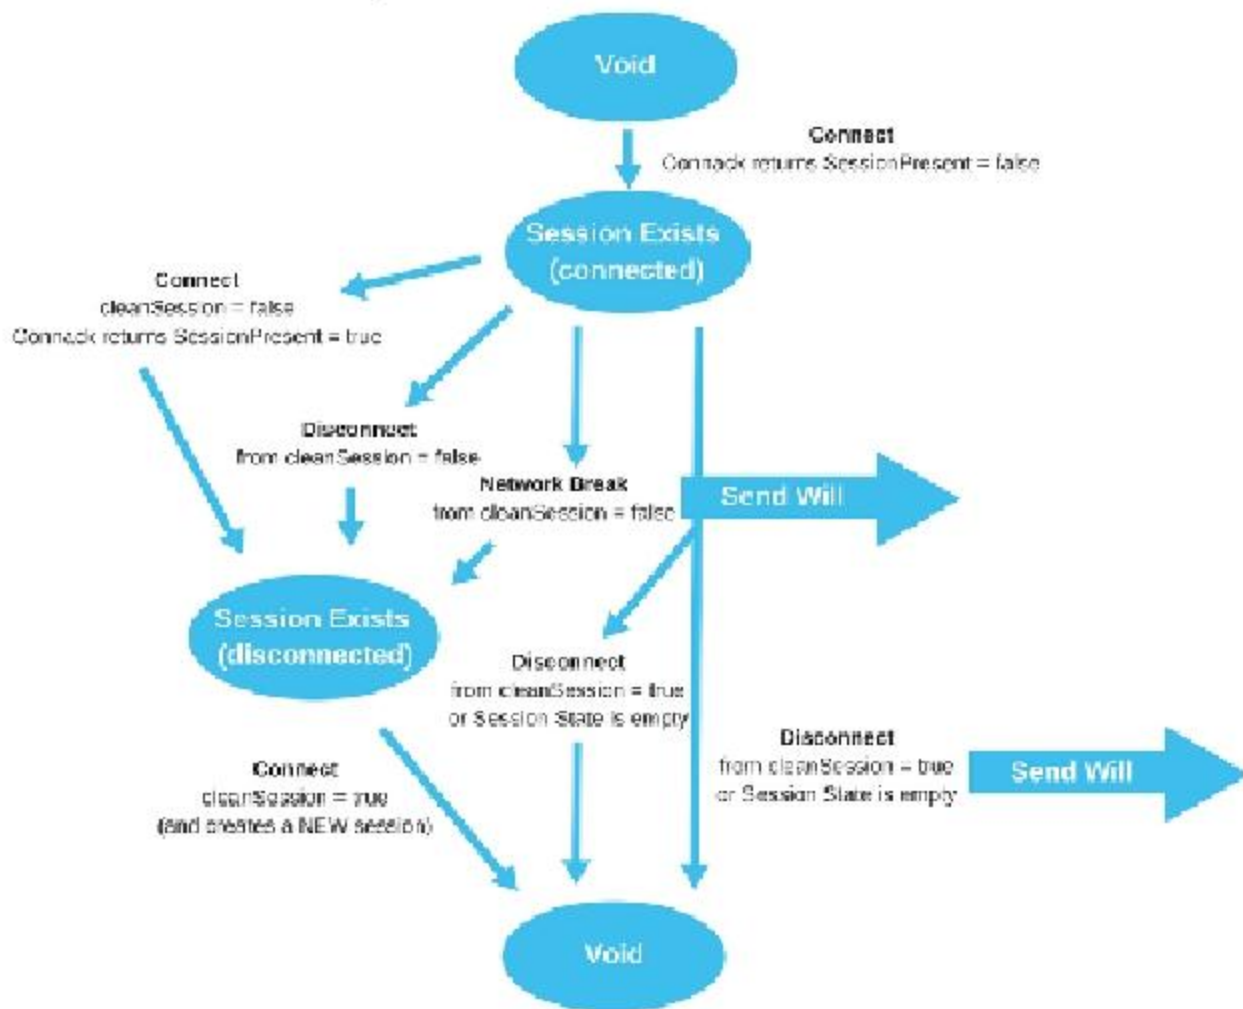 Void
Connect
Connack returns SessionPresent = false
Session Exists
(connected)
Connect
cleanSession = false
Connack returns SessionPresent = true
Disconnect
from cleanSession = false
Network Break
from cleanSession = false
Send Will
Session Exists
(disconnected)
Disconnect
from cleanSession = true
or Session State is empty
Disconnect
from cleanSession = true
or Session State is empty
Send Will
Connect
cleanSession = true
(and creates a NEW session)
Void